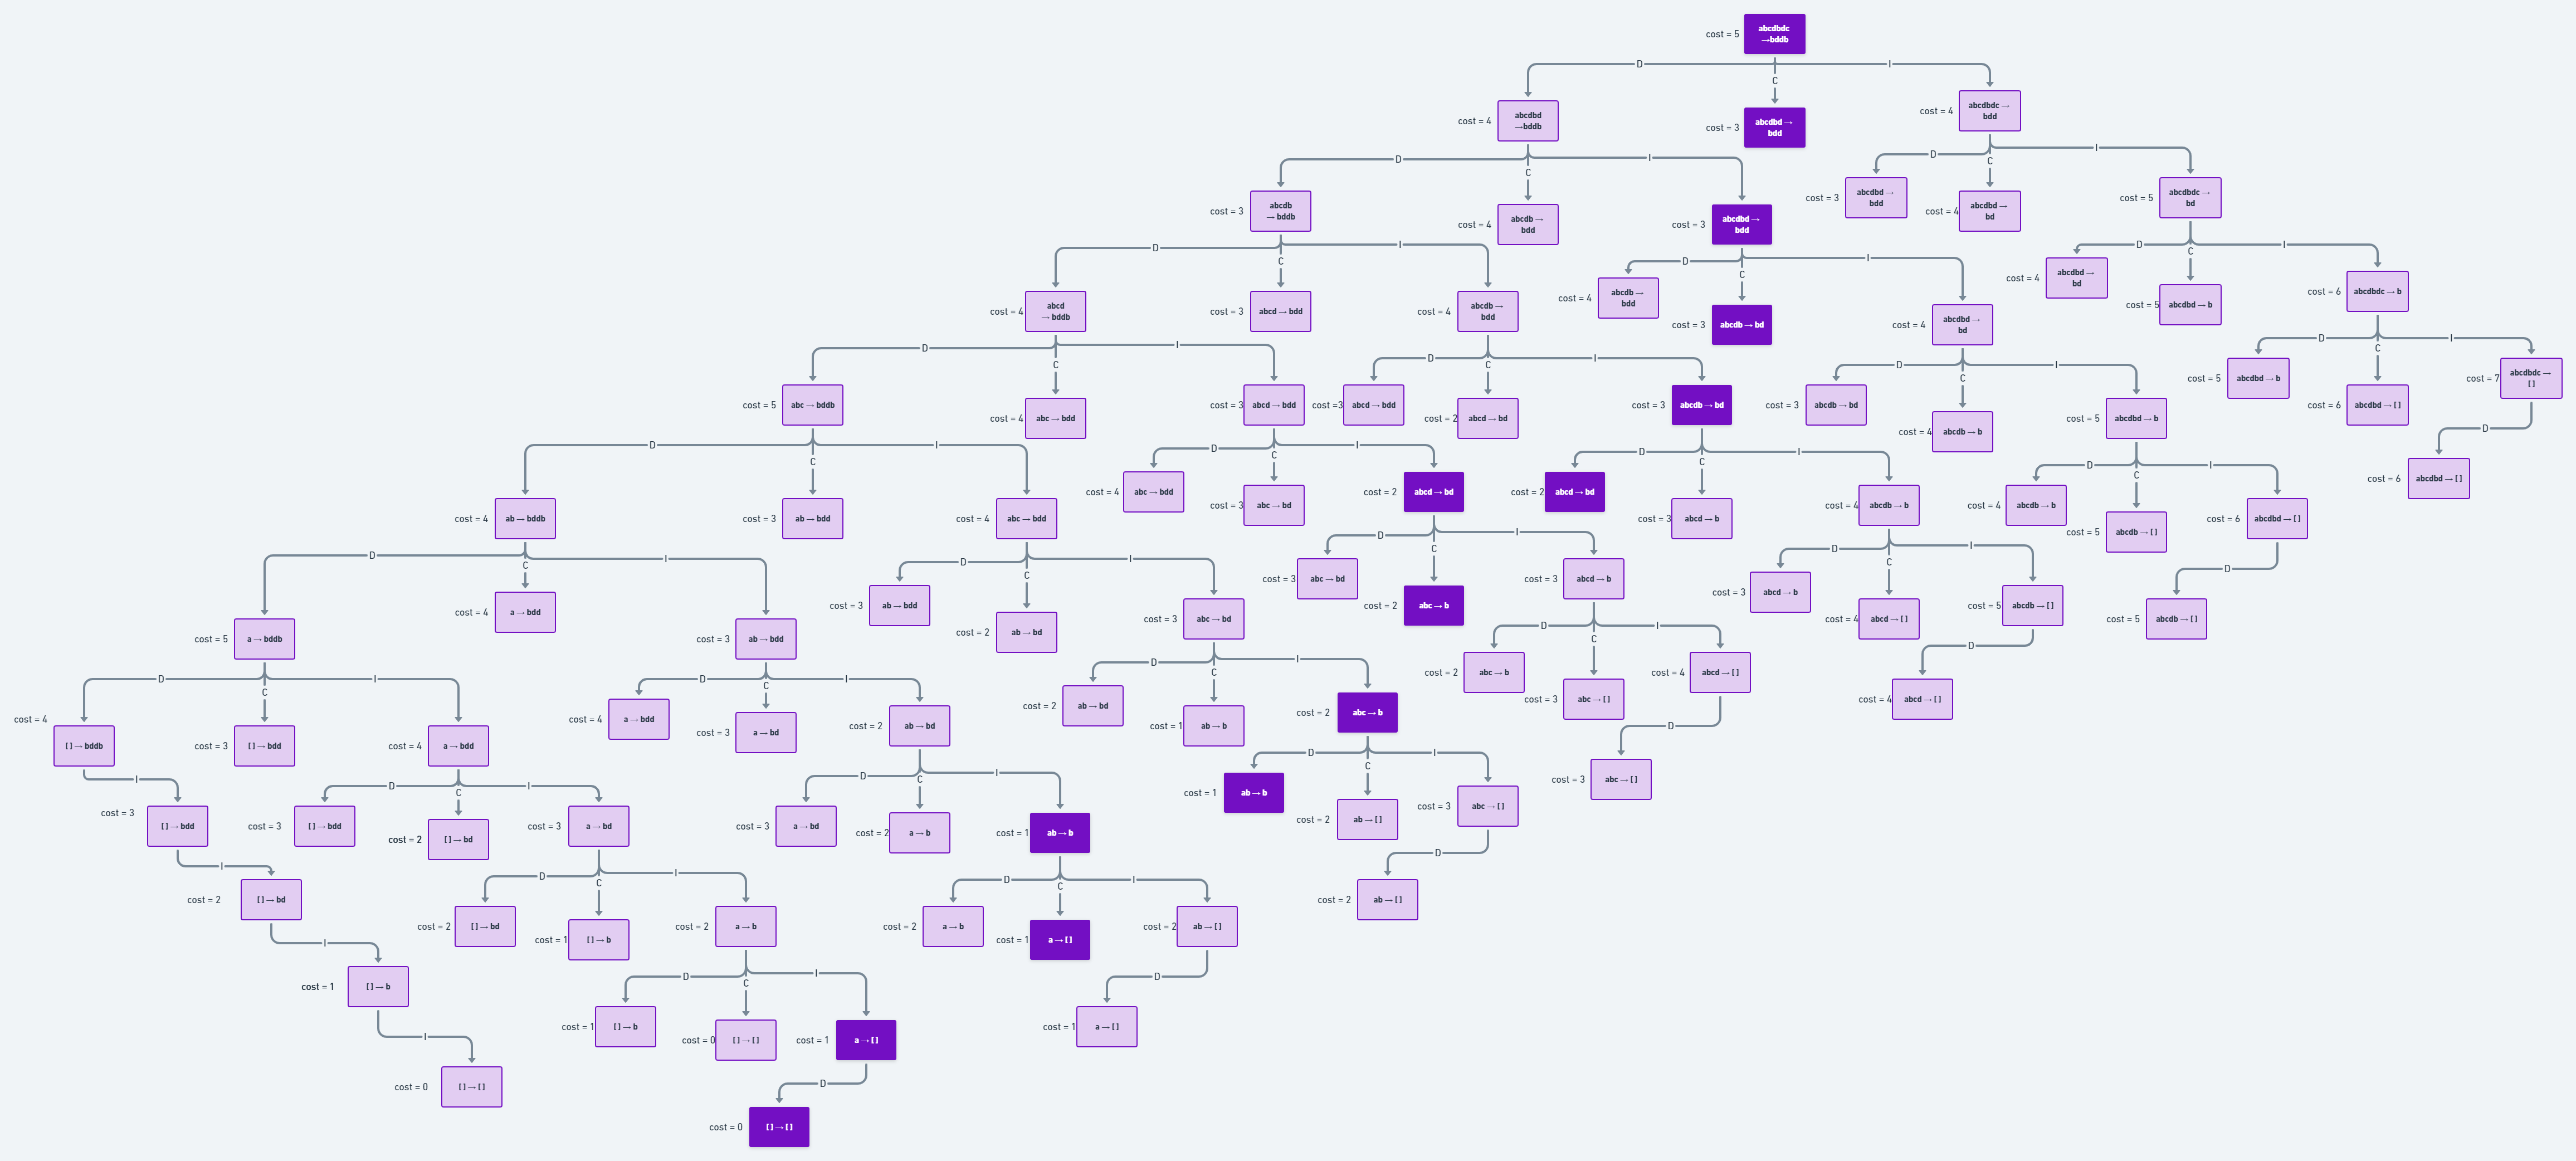 cost = 5
abcdbdc
→bddb
D
C
I
cost = 4
abcdbd
→bddb
cost = 3
abcdbd →
bdd
cost = 4
abcdbdc →
bdd
D
C
I
D
C
I
cost = 3
abcdb
→ bddb
cost = 4
abcdb →
bdd
cost = 3
abcdbd →
bdd
cost = 3
abcdbd →
bdd
cost = 4
abcdbd →
bd
cost = 5
abcdbdc →
bd
D
C
I
D
C
I
D
C
I
cost = 4
abcd
→ bddb
cost = 3
abcd → bdd
cost = 4
abcdb →
bdd
cost = 4
abcdb →
bdd
cost = 3
abcdb → bd
cost = 4
abcdbd →
bd
cost = 4
abcdbd →
bd
cost = 5
abcdbd → b
cost = 6
abcdbdc → b
D
C
I
D
C
I
D
C
I
D
C
I
cost = 5
abc → bddb
cost = 4
abc → bdd
cost = 3
abcd → bdd
cost =3
abcd → bdd
cost = 2
abcd → bd
cost = 3
abcdb → bd
cost = 3
abcdb → bd
cost = 4
abcdb → b
cost = 5
abcdbd → b
cost = 5
abcdbd → b
cost = 6
abcdbd → []
cost = 7
abcdbdc →
[]
D
C
I
D
C
I
D
C
I
D
C
I
D
cost = 4
ab → bddb
cost = 3
ab → bdd
cost = 4
abc → bdd
cost = 4
abc → bdd
cost = 3
abc → bd
cost = 2
abcd → bd
cost = 2
abcd → bd
cost = 3
abcd → b
cost = 4
abcdb → b
cost = 4
abcdb → b
cost = 5
abcdb → []
cost = 6
abcdbd → []
cost = 6
abcdbd → []
D
C
I
D
C
I
D
C
I
D
C
I
D
cost = 5
a → bddb
cost = 4
a → bdd
cost = 3
ab → bdd
cost = 3
ab → bdd
cost = 2
ab → bd
cost = 3
abc → bd
cost = 3
abc → bd
cost = 2
abc → b
cost = 3
abcd → b
cost = 3
abcd → b
cost = 4
abcd → []
cost = 5
abcdb → []
cost = 5
abcdb → []
D
C
I
D
C
I
D
C
I
D
C
I
D
cost = 4
[] → bddb
cost = 3
[] → bdd
cost = 4
a → bdd
cost = 4
a → bdd
cost = 3
a → bd
cost = 2
ab → bd
cost = 2
ab → bd
cost = 1
ab → b
cost = 2
abc → b
cost = 2
abc → b
cost = 3
abc → []
cost = 4
abcd → []
cost = 4
abcd → []
I
D
C
I
D
C
I
D
C
I
D
cost = 3
[] → bdd
cost = 3
[] → bdd
cost = 2
[] → bd
cost = 3
a → bd
cost = 3
a → bd
cost = 2
a → b
cost = 1
ab → b
cost = 1
ab → b
cost = 2
ab → []
cost = 3
abc → []
cost = 3
abc → []
I
D
C
I
D
C
I
D
cost = 2
[] → bd
cost = 2
[] → bd
cost = 1
[] → b
cost = 2
a → b
cost = 2
a → b
cost = 1
a → []
cost = 2
ab → []
cost = 2
ab → []
I
D
C
I
D
cost = 1
[] → b
cost = 1
[] → b
cost = 0
[] → []
cost = 1
a → []
cost = 1
a → []
I
D
cost = 0
[] → []
cost = 0
[] → []